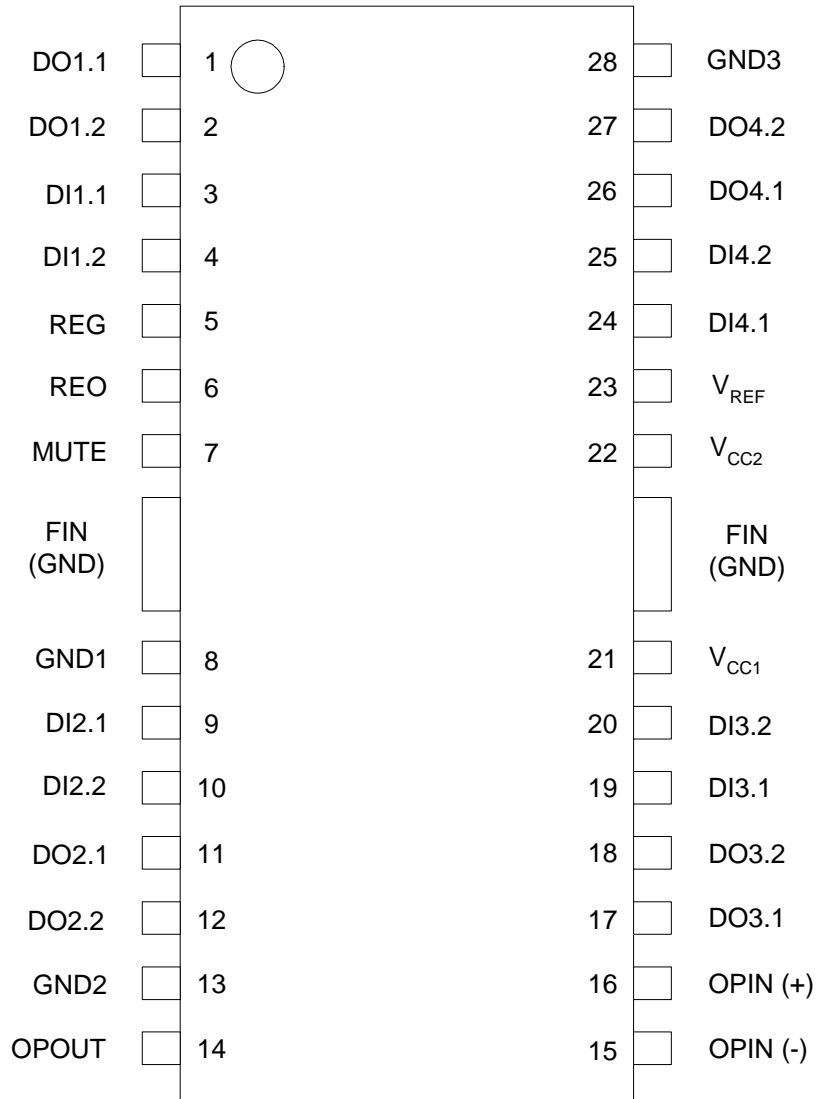 DO1.1 1 28 GND3
DO1.2 2 27 DO4.2
DI1.1 3 26 DO4.1
DI1.2 4 25 DI4.2
REG 5 24 DI4.1
REO 6 23 VREF
MUTE 7 22 VCC2
FIN FIN
(GND) (GND)
GND1 8 21 VCC1
DI2.1 9 20 DI3.2
DI2.2 10 19 DI3.1
DO2.1 11 18 DO3.2
DO2.2 12 17 DO3.1
GND2 13 16 OPIN (+)
OPOUT 14 15 OPIN (-)